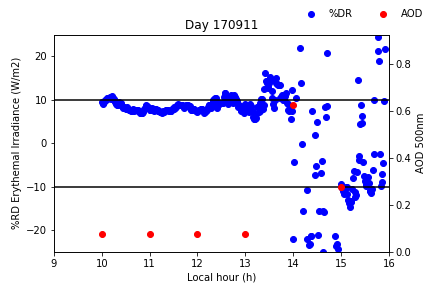 %DR AOD
Day 170911
%RD Erythemal Irradiance (W/m2)
20
10
0
−10
−20
0.8
0.6
0.4
0.2
0.0
AOD 500nm
9 10 11 12 13 14 15 16
Local hour (h)